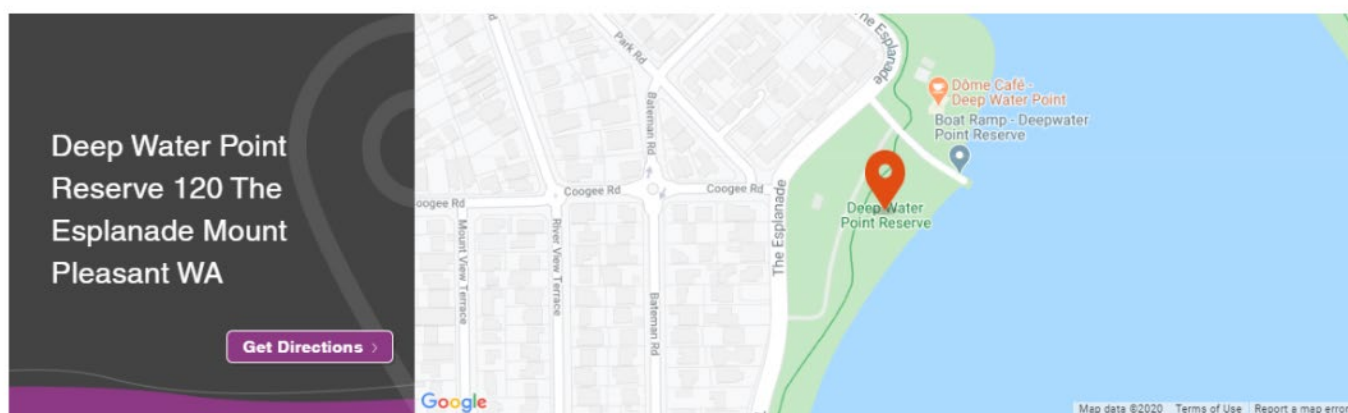 Deep Water Point
Reserve 120 The
Esplanade Mount
Pleasant WA
Get Directions
The Esplanade
Park Rd
Bateman Rd
Dôme Café -
Deep Water Point
Boat Ramp - Deepwater
Point Reserve
Coogee Rd
Coogee Rd
oogee Rd
The Esplanade
Deep Water
Point Reserve
Mount View Terrace
River View Terrace
Bateman Rd
Google
Map data ©2020
Terms of Use
Report a map error